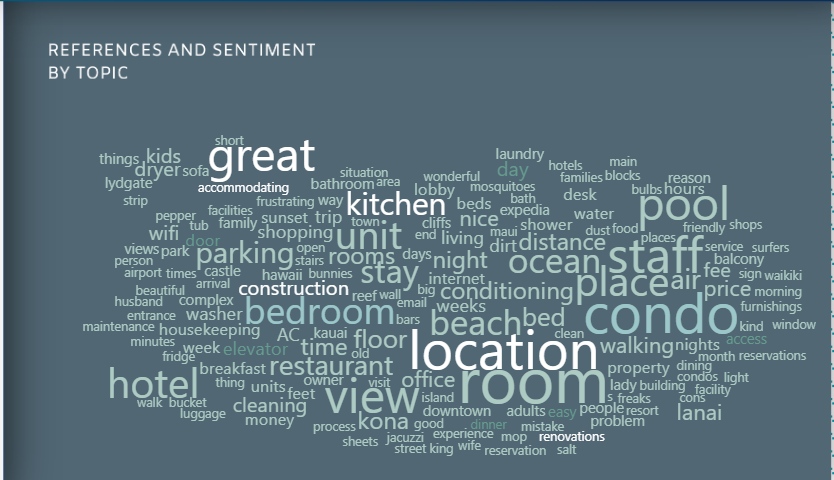 REFERENCES AND SENTIMENT
BY TOPIC
short
great
things kids
dryer sofa
laundry
day
hotels
main
families blocks
lydgate
accommodating
situation
bathroom area
wonderful
lobby
mosquitoes
reason
bulbs hours
strip
frustrating way
kitchen
beds
bath
expedia
desk
pool
pepper
facilities
tub
family
sunset trip
town
cliffs
nice
shower
water
wifi
door
shopping
unit
end
living
maui
dirt
distance
dust food
places
friendly shops
views park
person
parking
open
stairs
rooms
days
night
ocean
staff
service
surfers
balcony
airport times
castle
arrival
hawaii
bunnies
stay
internet
place
air
fee
sign
waikiki
beautiful
construction
reef wall
big
conditioning
price
morning
husband
complex
entrance
washer
bedroom
email
bars
weeks
beach
bed
condo
furnishings
maintenance
housekeeping
AC
kauai
floor
clean
kind
window
minutes
week
elevator
time
old
location
walking
nights
access
fridge
breakfast
restaurant
month
reservations
hotel
thing
units
owner
visit
office
room
property
dining
condos
light
feet
view
island
lady
building
facility
walk
bucket
luggage
cleaning
money
downtown
adults
easy
people
s
freaks
resort
cons
lanai
process
kona
good
dinner
mistake
problem
sheets
jacuzzi
experience
mop
renovations
street
king
wife
reservation
salt